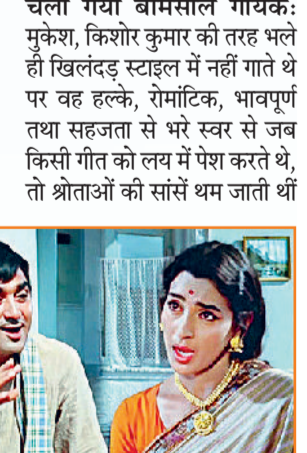 चला गया बामिसाल गायक:
मुकेश, किशोर कुमार की तरह भले
ही खिलंदड़ स्टाइल में नहीं गाते थे
पर वह हल्के, रोमांटिक, भावपूर्ण
तथा सहजता से भरे स्वर से जब
किसी गीत को लय में पेश करते थे,
तो श्रोताओं की सांसें थम जाती थीं